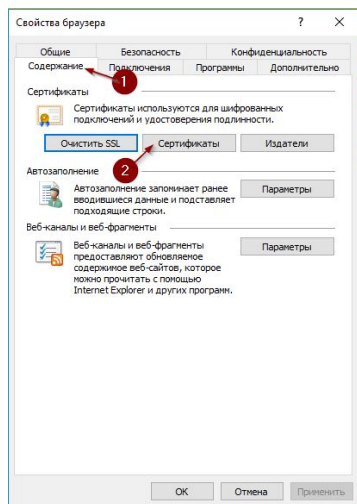 Свойства браузера
Общие Безопасность Конфиденциальность
Содержание Подключения Программы Дополнительно
1
Сертификаты
Сертификаты используются для шифрованных
подключений и удостоверения подлинности.
Очистить SSL Сертификаты Издатели
2
Автозаполнение
Автозаполнение запоминает ранее
вводившиеся данные и подставляет
подходящие строки.
Параметры
Веб-каналы и веб-фрагменты
Веб-каналы и веб-фрагменты
предоставляют обновляемое
содержимое веб-сайтов, которое
можно прочитать с помощью
Internet Explorer и других программ.
Параметры
ОК Отмена Применить